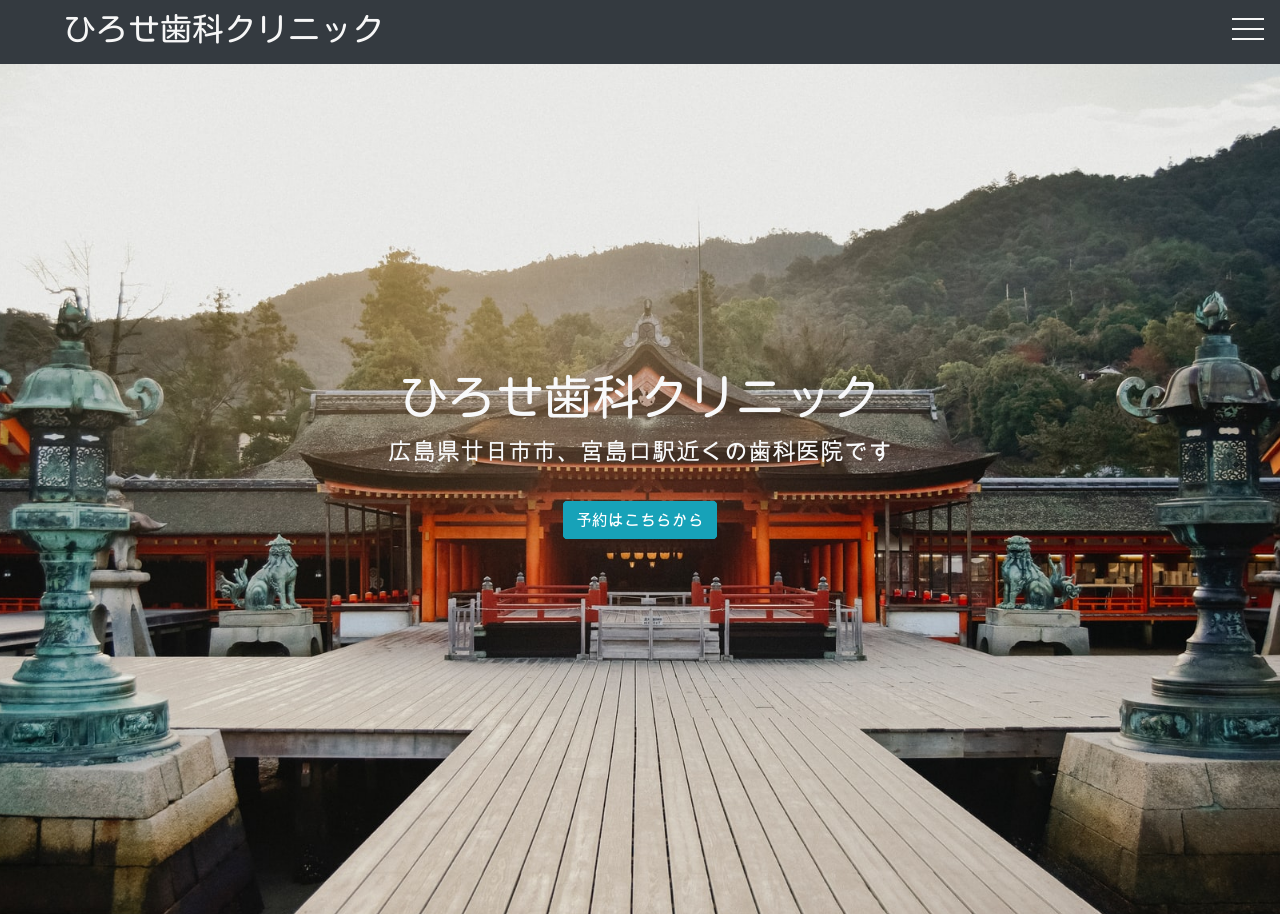 ひろせ歯科クリニック
ひろせ歯科クリニック
広島県廿日市市、宮島口駅近くの歯科医院です
予約はこちらから